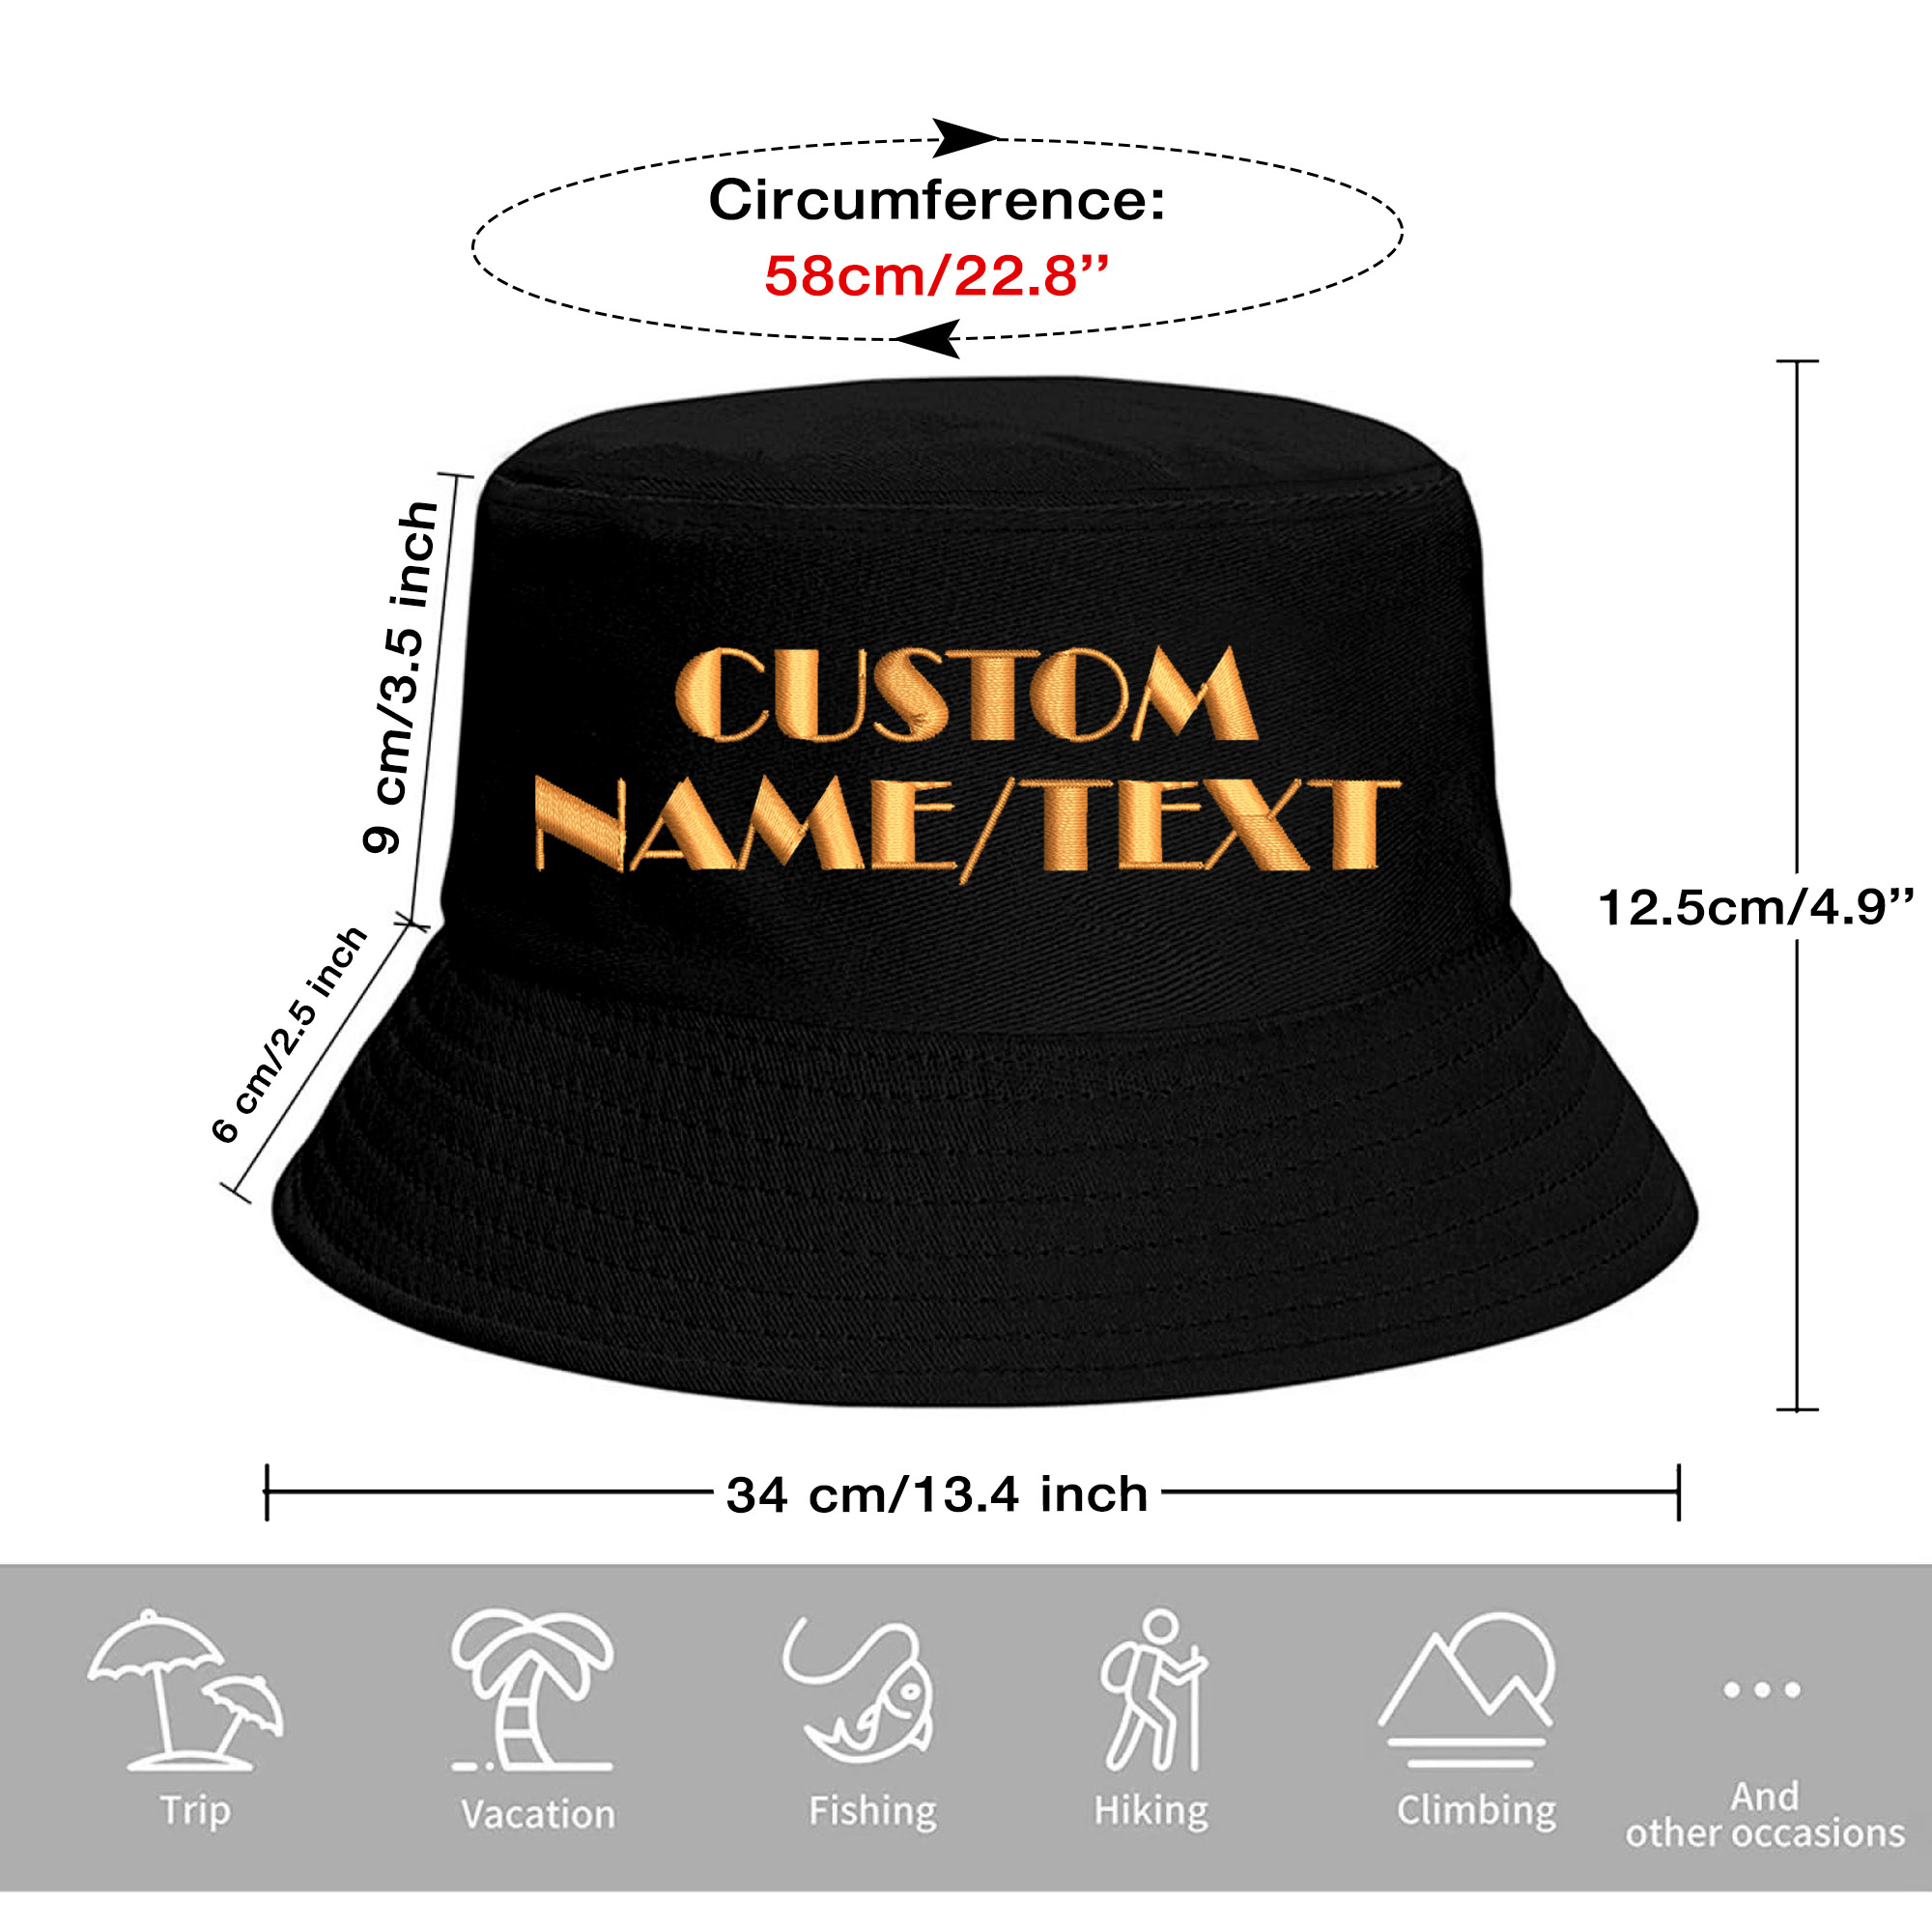 Circumference:
58cm/22.8’’
9 cm/3.5 inch
CUSTOM
NAME/TEXT
12.5cm/4.9’’
6 cm/2.5 inch
34 cm/13.4 inch
Trip
Vacation
Fishing
Hiking
Climbing
And
other occasions